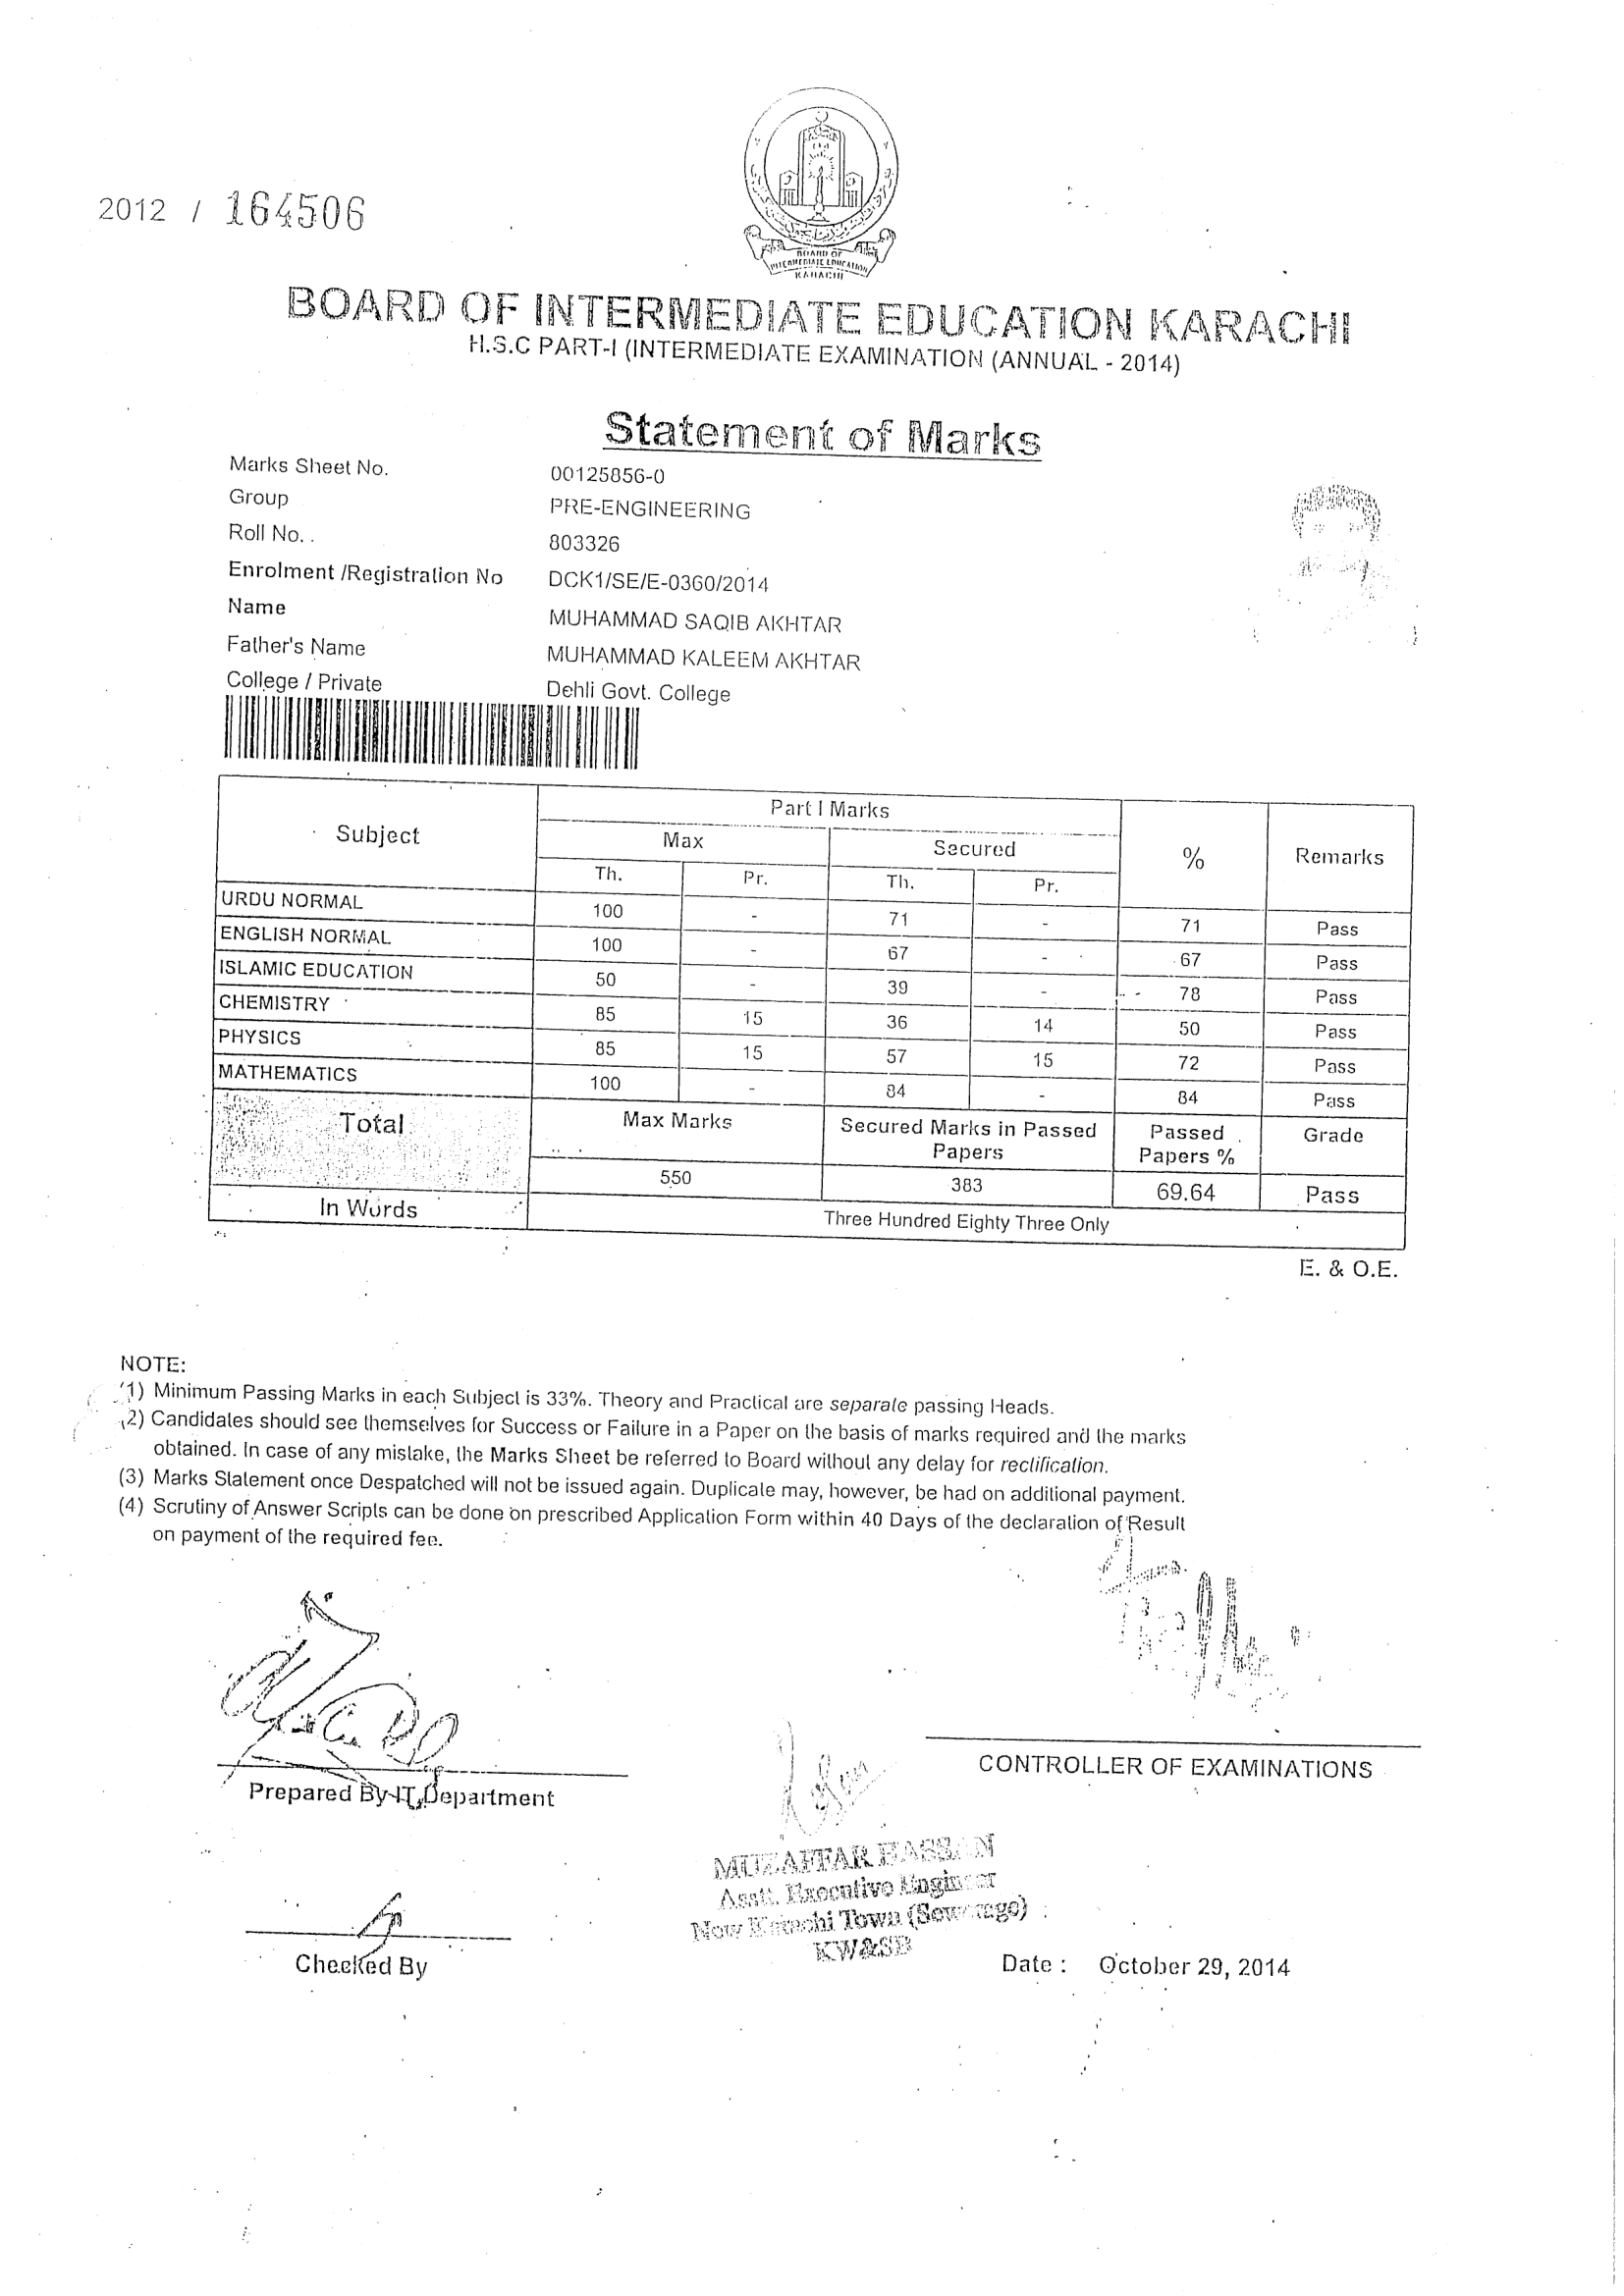 2012 / 164506
BOARD OF
INTERMEDIATE EDUCATION
KARACHI
BOARD OF INTERMEDIATE EDUCATION KARACHI
H.S.C PART-I (INTERMEDIATE EXAMINATION (ANNUAL - 2014)
Statement of Marks
Marks Sheet No. 00125856-0
Group PRE-ENGINEERING
Roll No. . 803326
Enrolment /Registration No DCK1/SE/E-0360/2014
Name MUHAMMAD SAQIB AKHTAR
Father's Name MUHAMMAD KALEEM AKHTAR
College / Private Dehli Govt. College
Subject Part I Marks % Remarks
Max Secured
Th. Pr. Th. Pr.
URDU NORMAL 100 - 71 - 71 Pass
ENGLISH NORMAL 100 - 67 - 67 Pass
ISLAMIC EDUCATION 50 - 39 - 78 Pass
CHEMISTRY 85 15 36 14 50 Pass
PHYSICS 85 15 57 15 72 Pass
MATHEMATICS 100 - 84 - 84 Pass
Total Max Marks Secured Marks in Passed Papers Passed Papers % Grade
550 383 69.64 Pass
In Words Three Hundred Eighty Three Only
E. & O.E.
NOTE:
(1) Minimum Passing Marks in each Subject is 33%. Theory and Practical are separate passing Heads.
(2) Candidates should see themselves for Success or Failure in a Paper on the basis of marks required and the marks
obtained. In case of any mistake, the Marks Sheet be referred to Board without any delay for rectification.
(3) Marks Statement once Despatched will not be issued again. Duplicate may, however, be had on additional payment.
(4) Scrutiny of Answer Scripts can be done on prescribed Application Form within 40 Days of the declaration of Result
on payment of the required fee.
CONTROLLER OF EXAMINATIONS
Prepared By I.T. Department
MUZAFFAR HASSAN
Asstt. Executive Engineer
New Karachi Town (Sewerage)
KW&SB
Checked By
Date : October 29, 2014